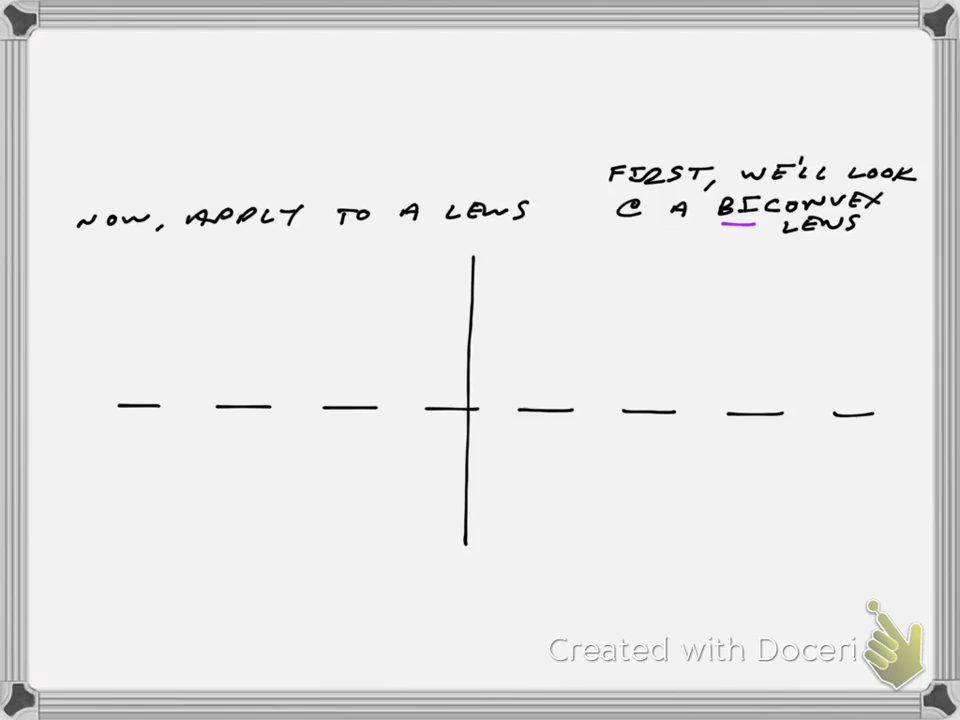 NOW, APPLY TO A LENS
FIRST, WE'LL LOOK
@ A BICONVEX
LENS
Created with Doceri